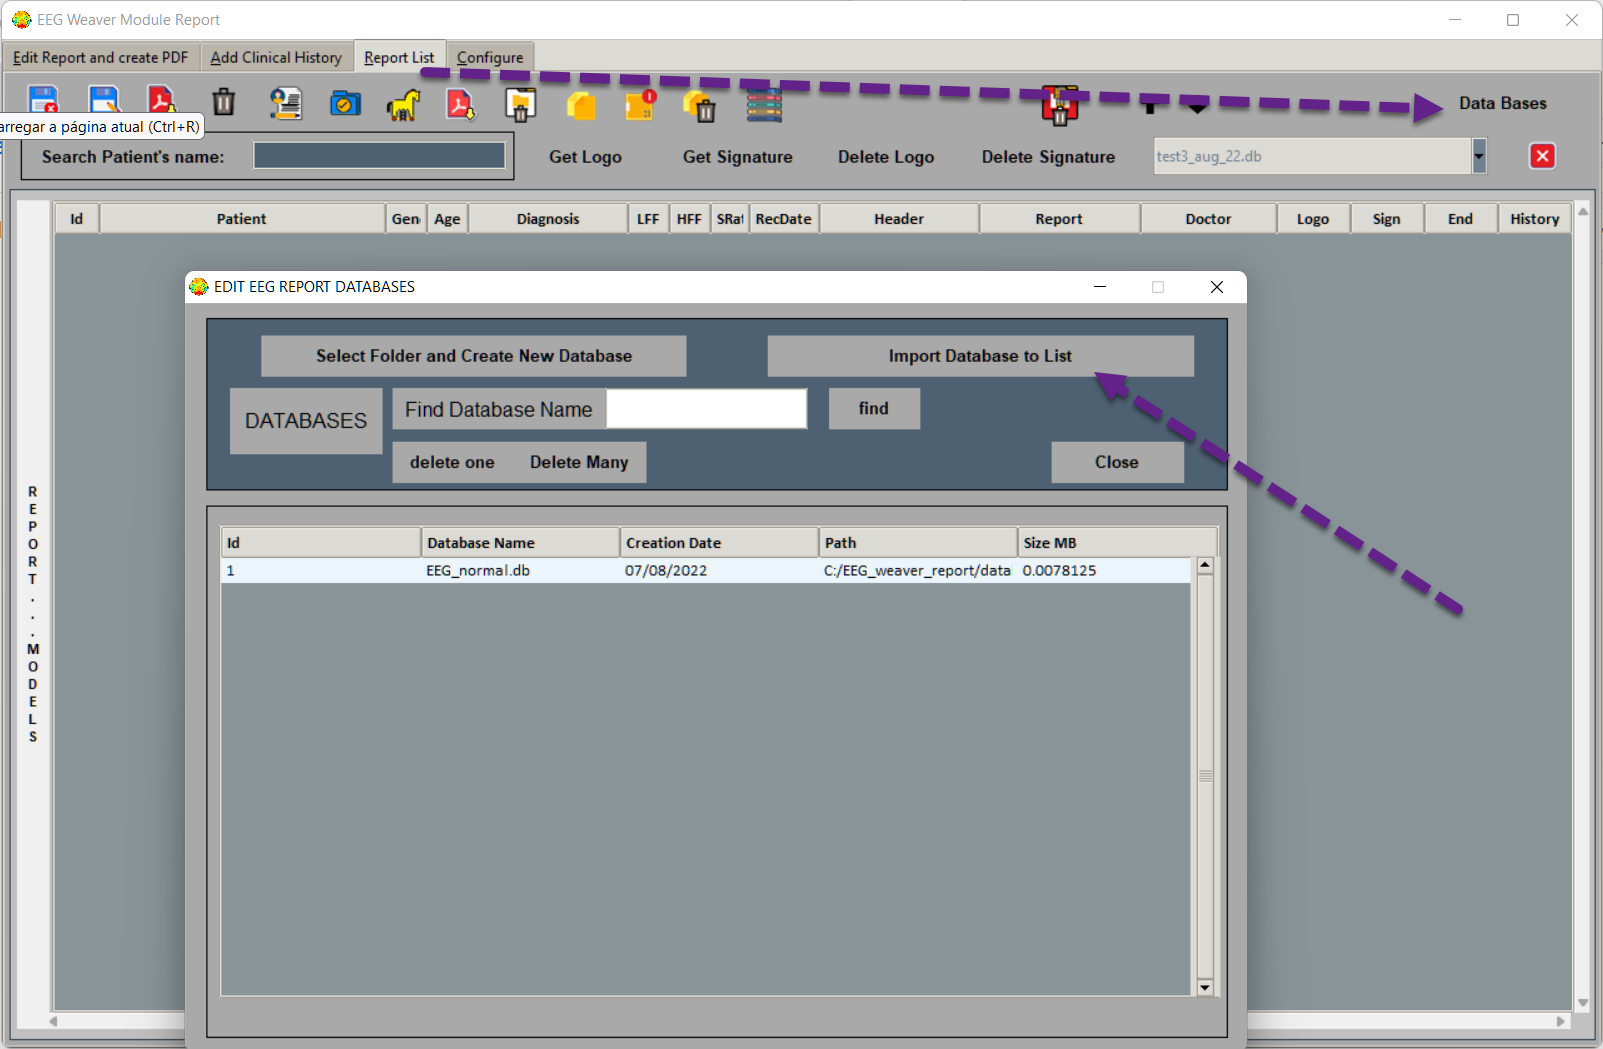 EEG Weaver Module Report
Edit Report and create PDF Add Clinical History Report List Configure
Data Bases
arregar a página atual (Ctrl+R)
Search Patient's name: Get Logo Get Signature Delete Logo Delete Signature test3_aug_22.db
Id Patient Gen Age Diagnosis LFF HFF SRat RecDate Header Report Doctor Logo Sign End History
EDIT EEG REPORT DATABASES
Select Folder and Create New Database Import Database to List
DATABASES Find Database Name find
delete one Delete Many Close
Id Database Name Creation Date Path Size MB
1 EEG_normal.db 07/08/2022 C:/EEG_weaver_report/data 0.0078125
R
E
P
O
R
T
.
.
.
M
O
D
E
L
S